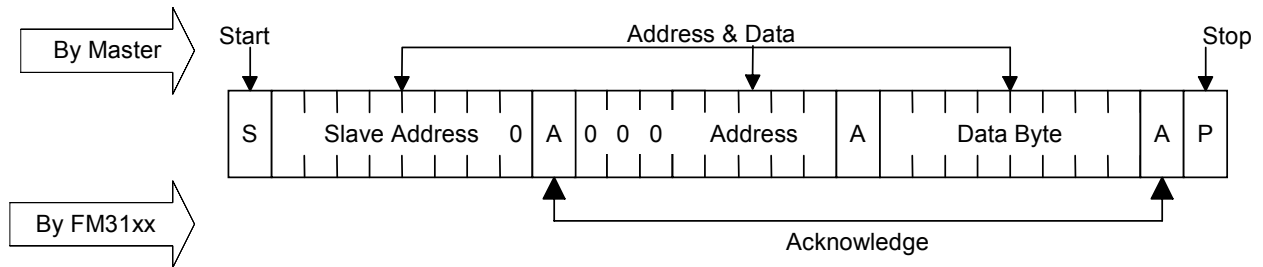 By Master
Start
Address & Data
Stop
S Slave Address 0 A 0 0 0 Address A Data Byte A P
By FM31xx
Acknowledge